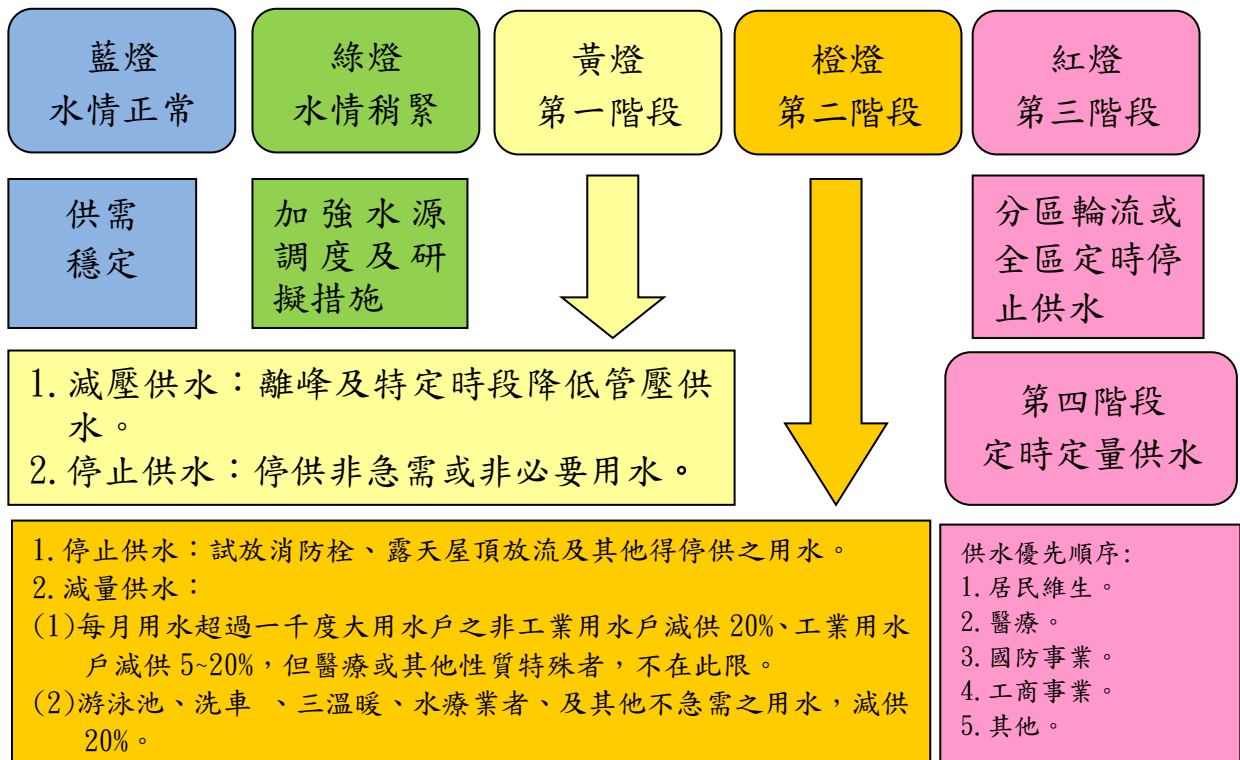 藍燈
水情正常
綠燈
水情稍緊
黃燈
第一階段
橙燈
第二階段
紅燈
第三階段
供需
穩定
加強水源
調度及研
擬措施
分區輪流或
全區定時停
止供水
1.減壓供水：離峰及特定時段降低管壓供
水。
2.停止供水：停供非急需或非必要用水。
第四階段
定時定量供水
1.停止供水：試放消防栓、露天屋頂放流及其他得停供之用水。
2.減量供水：
(1)每月用水超過一千度大用水戶之非工業用水戶減供 20%、工業用水
戶減供 5~20%，但醫療或其他性質特殊者，不在此限。
(2)游泳池、洗車 、三溫暖、水療業者、及其他不急需之用水，減供
20%。
供水優先順序:
1.居民維生。
2.醫療。
3.國防事業。
4.工商事業。
5.其他。